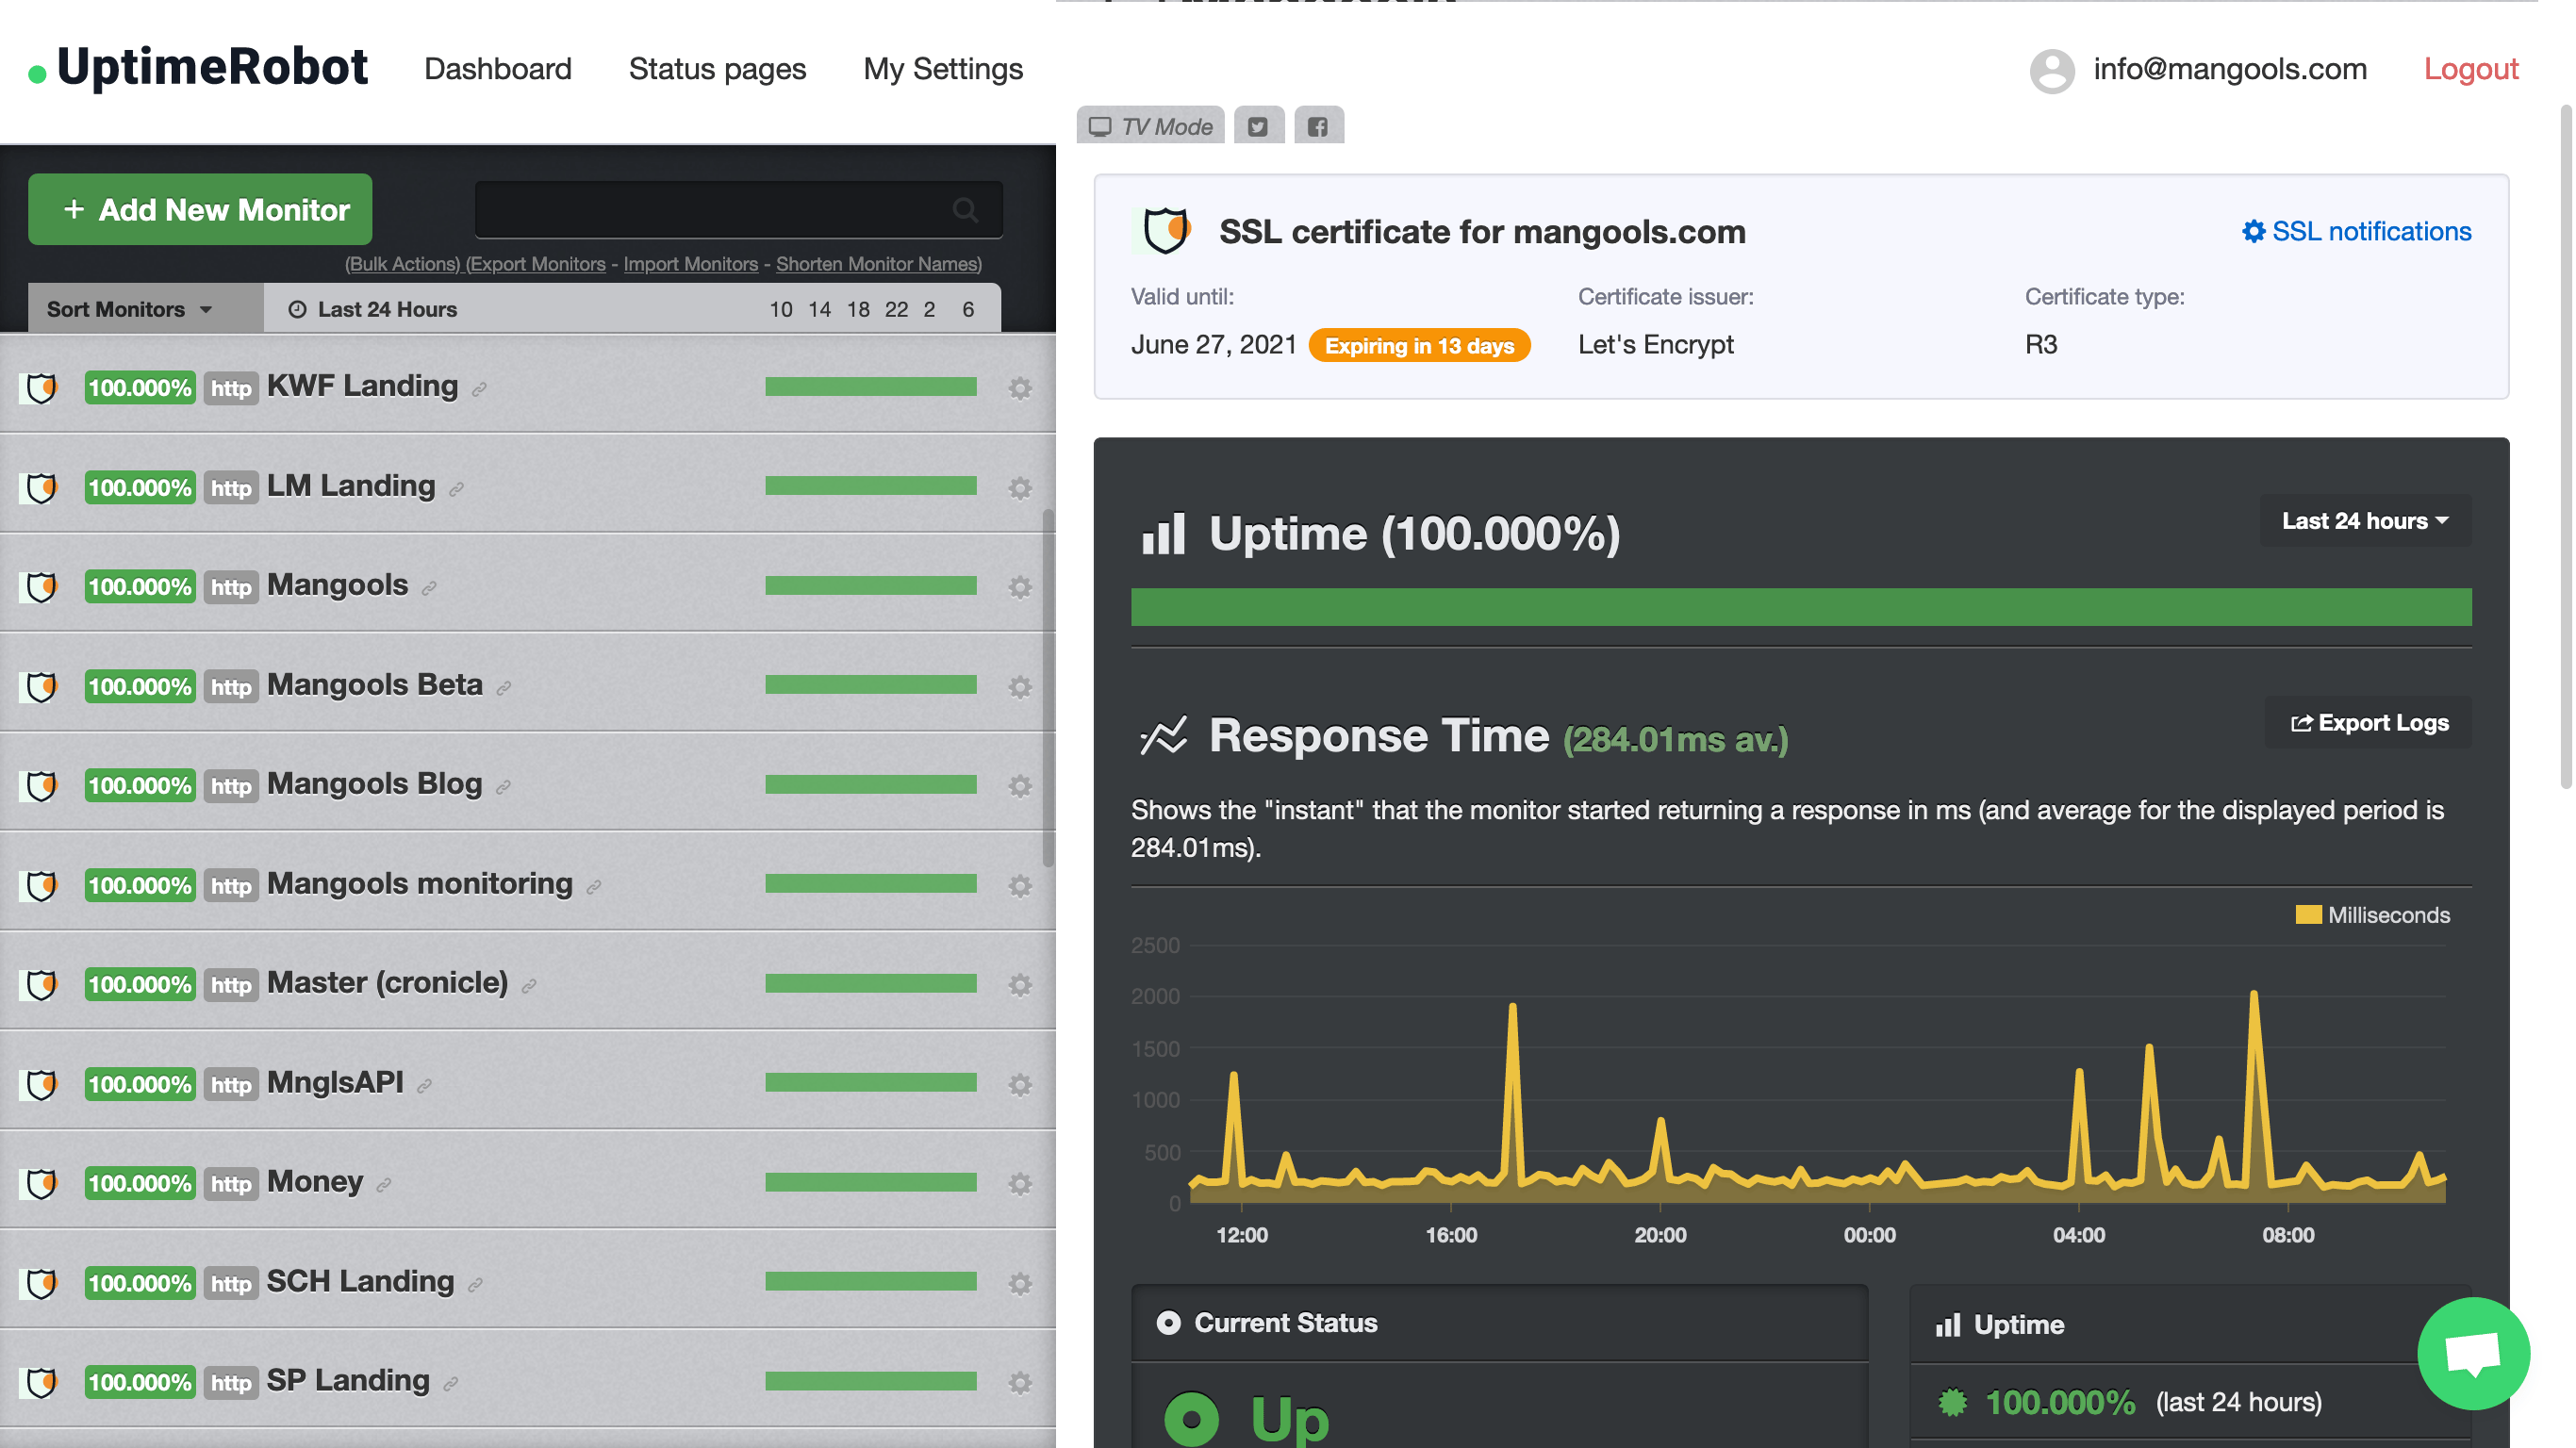 UptimeRobot Dashboard Status pages My Settings info@mangools.com Logout
+ Add New Monitor
(Bulk Actions) (Export Monitors - Import Monitors - Shorten Monitor Names)
Sort Monitors Last 24 Hours 10 14 18 22 2 6
100.000% http KWF Landing
100.000% http LM Landing
100.000% http Mangools
100.000% http Mangools Beta
100.000% http Mangools Blog
100.000% http Mangools monitoring
100.000% http Master (cronicle)
100.000% http MnglsAPI
100.000% http Money
100.000% http SCH Landing
100.000% http SP Landing
TV Mode
SSL certificate for mangools.com
SSL notifications
Valid until: Certificate issuer: Certificate type:
June 27, 2021 Expiring in 13 days Let's Encrypt R3
Uptime (100.000%)
Last 24 hours
Response Time (284.01ms av.)
Export Logs
Shows the "instant" that the monitor started returning a response in ms (and average for the displayed period is
284.01ms).
Milliseconds
2500
2000
1500
1000
500
0
12:00 16:00 20:00 00:00 04:00 08:00
Current Status
Up
Uptime
100.000% (last 24 hours)